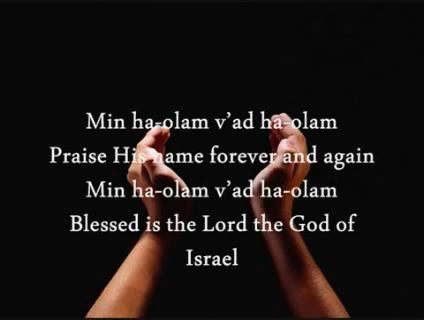 Min ha-olam v’ad ha-olam
Praise His name forever and again
Min ha-olam v’ad ha-olam
Blessed is the Lord the God of
Israel